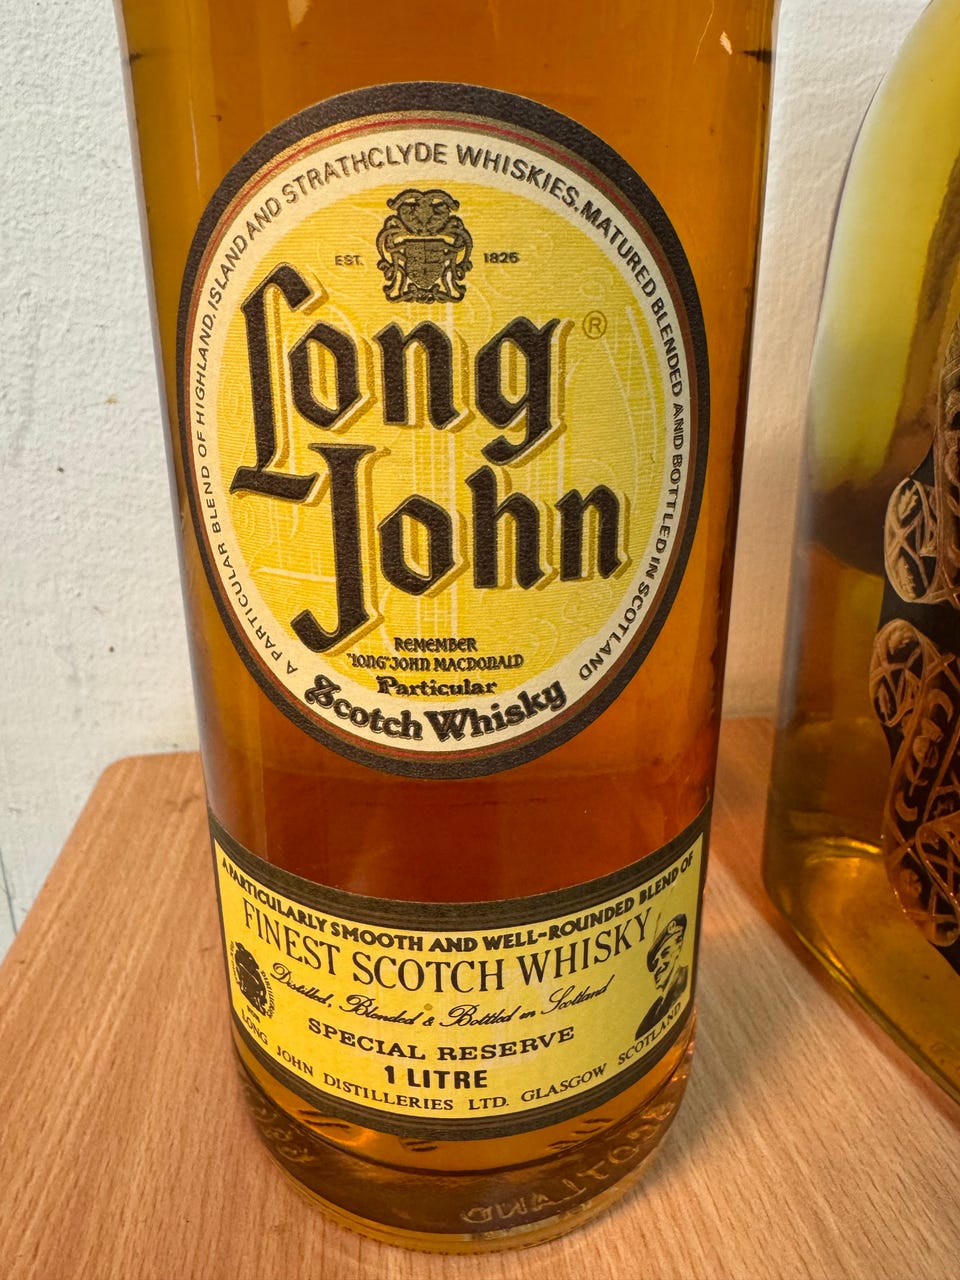 A PARTICULAR BLEND OF HIGHLAND, ISLAND AND STRATHCLYDE WHISKIES. MATURED BLENDED AND BOTTLED IN SCOTLAND
EST. 1825
Long ®
John
REMEMBER
"LONG" JOHN MACDONALD
Particular
Scotch Whisky
A PARTICULARLY SMOOTH AND WELL-ROUNDED BLEND OF
FINEST SCOTCH WHISKY
Distilled, Blended & Bottled in Scotland
SPECIAL RESERVE
1 LITRE
LONG JOHN DISTILLERIES LTD. GLASGOW SCOTLAND